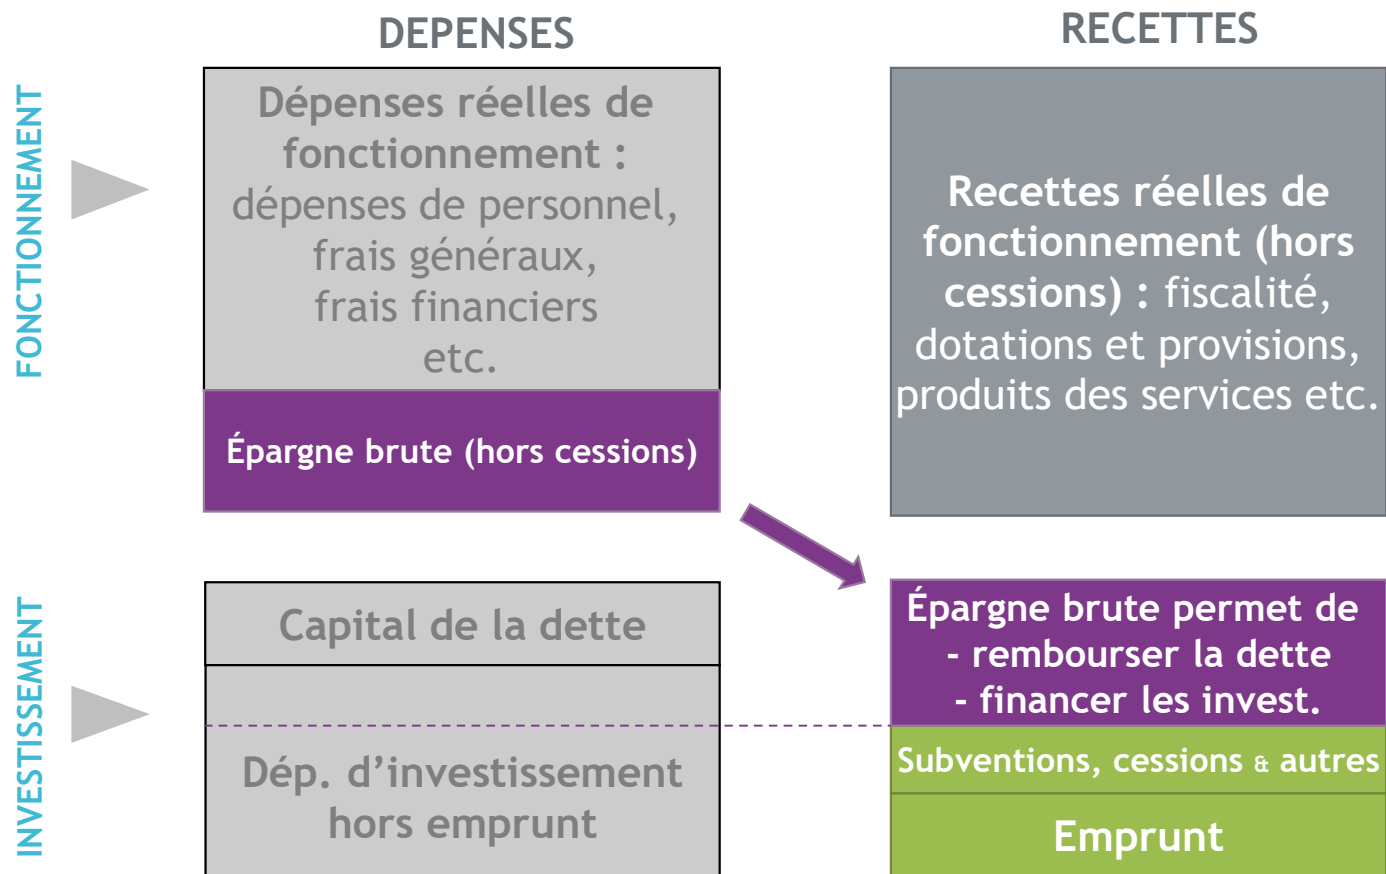 DEPENSES
RECETTES
FONCTIONNEMENT
Dépenses réelles de
fonctionnement :
dépenses de personnel,
frais généraux,
frais financiers
etc.
Épargne brute (hors cessions)
Recettes réelles de
fonctionnement (hors
cessions) : fiscalité,
dotations et provisions,
produits des services etc.
INVESTISSEMENT
Capital de la dette
Dép. d’investissement
hors emprunt
Épargne brute permet de
- rembourser la dette
- financer les invest.
Subventions, cessions & autres
Emprunt